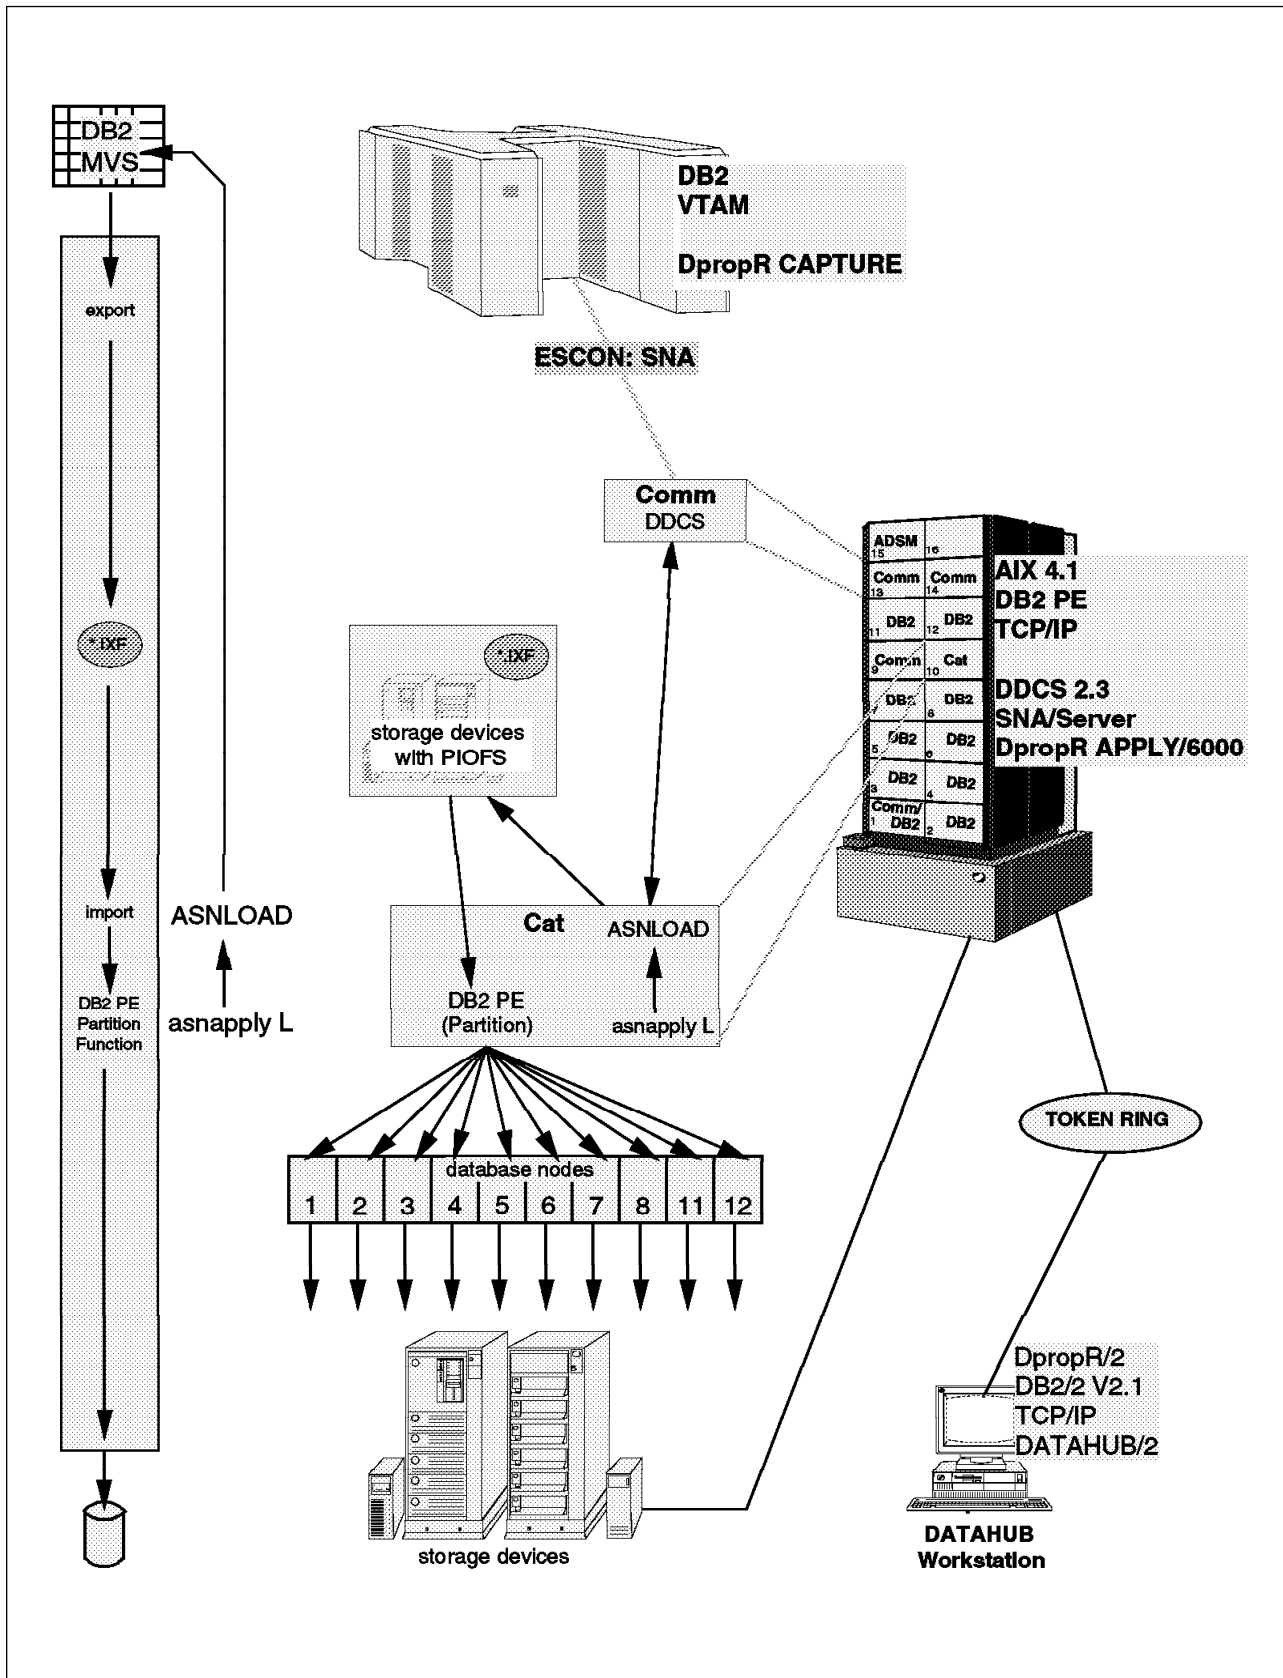 DB2
MVS
export
*.IXF
import
DB2 PE
Partition
Function
ASNLOAD
asnapply L
DB2
VTAM
DpropR CAPTURE
ESCON: SNA
Comm
DDCS
*.IXF
storage devices
with PIOFS
Cat
ASNLOAD
DB2 PE
(Partition)
asnapply L
database nodes
1 2 3 4 5 6 7 8 11 12
storage devices
ADSM
15 16
Comm Comm
13 14
DB2 DB2
11 12
Comm Cat
9 10
DB2 DB2
7 8
DB2 DB2
5 6
DB2 DB2
3 4
Comm/
DB2 DB2
1 2
AIX 4.1
DB2 PE
TCP/IP
DDCS 2.3
SNA/Server
DpropR APPLY/6000
TOKEN RING
DpropR/2
DB2/2 V2.1
TCP/IP
DATAHUB/2
DATAHUB
Workstation